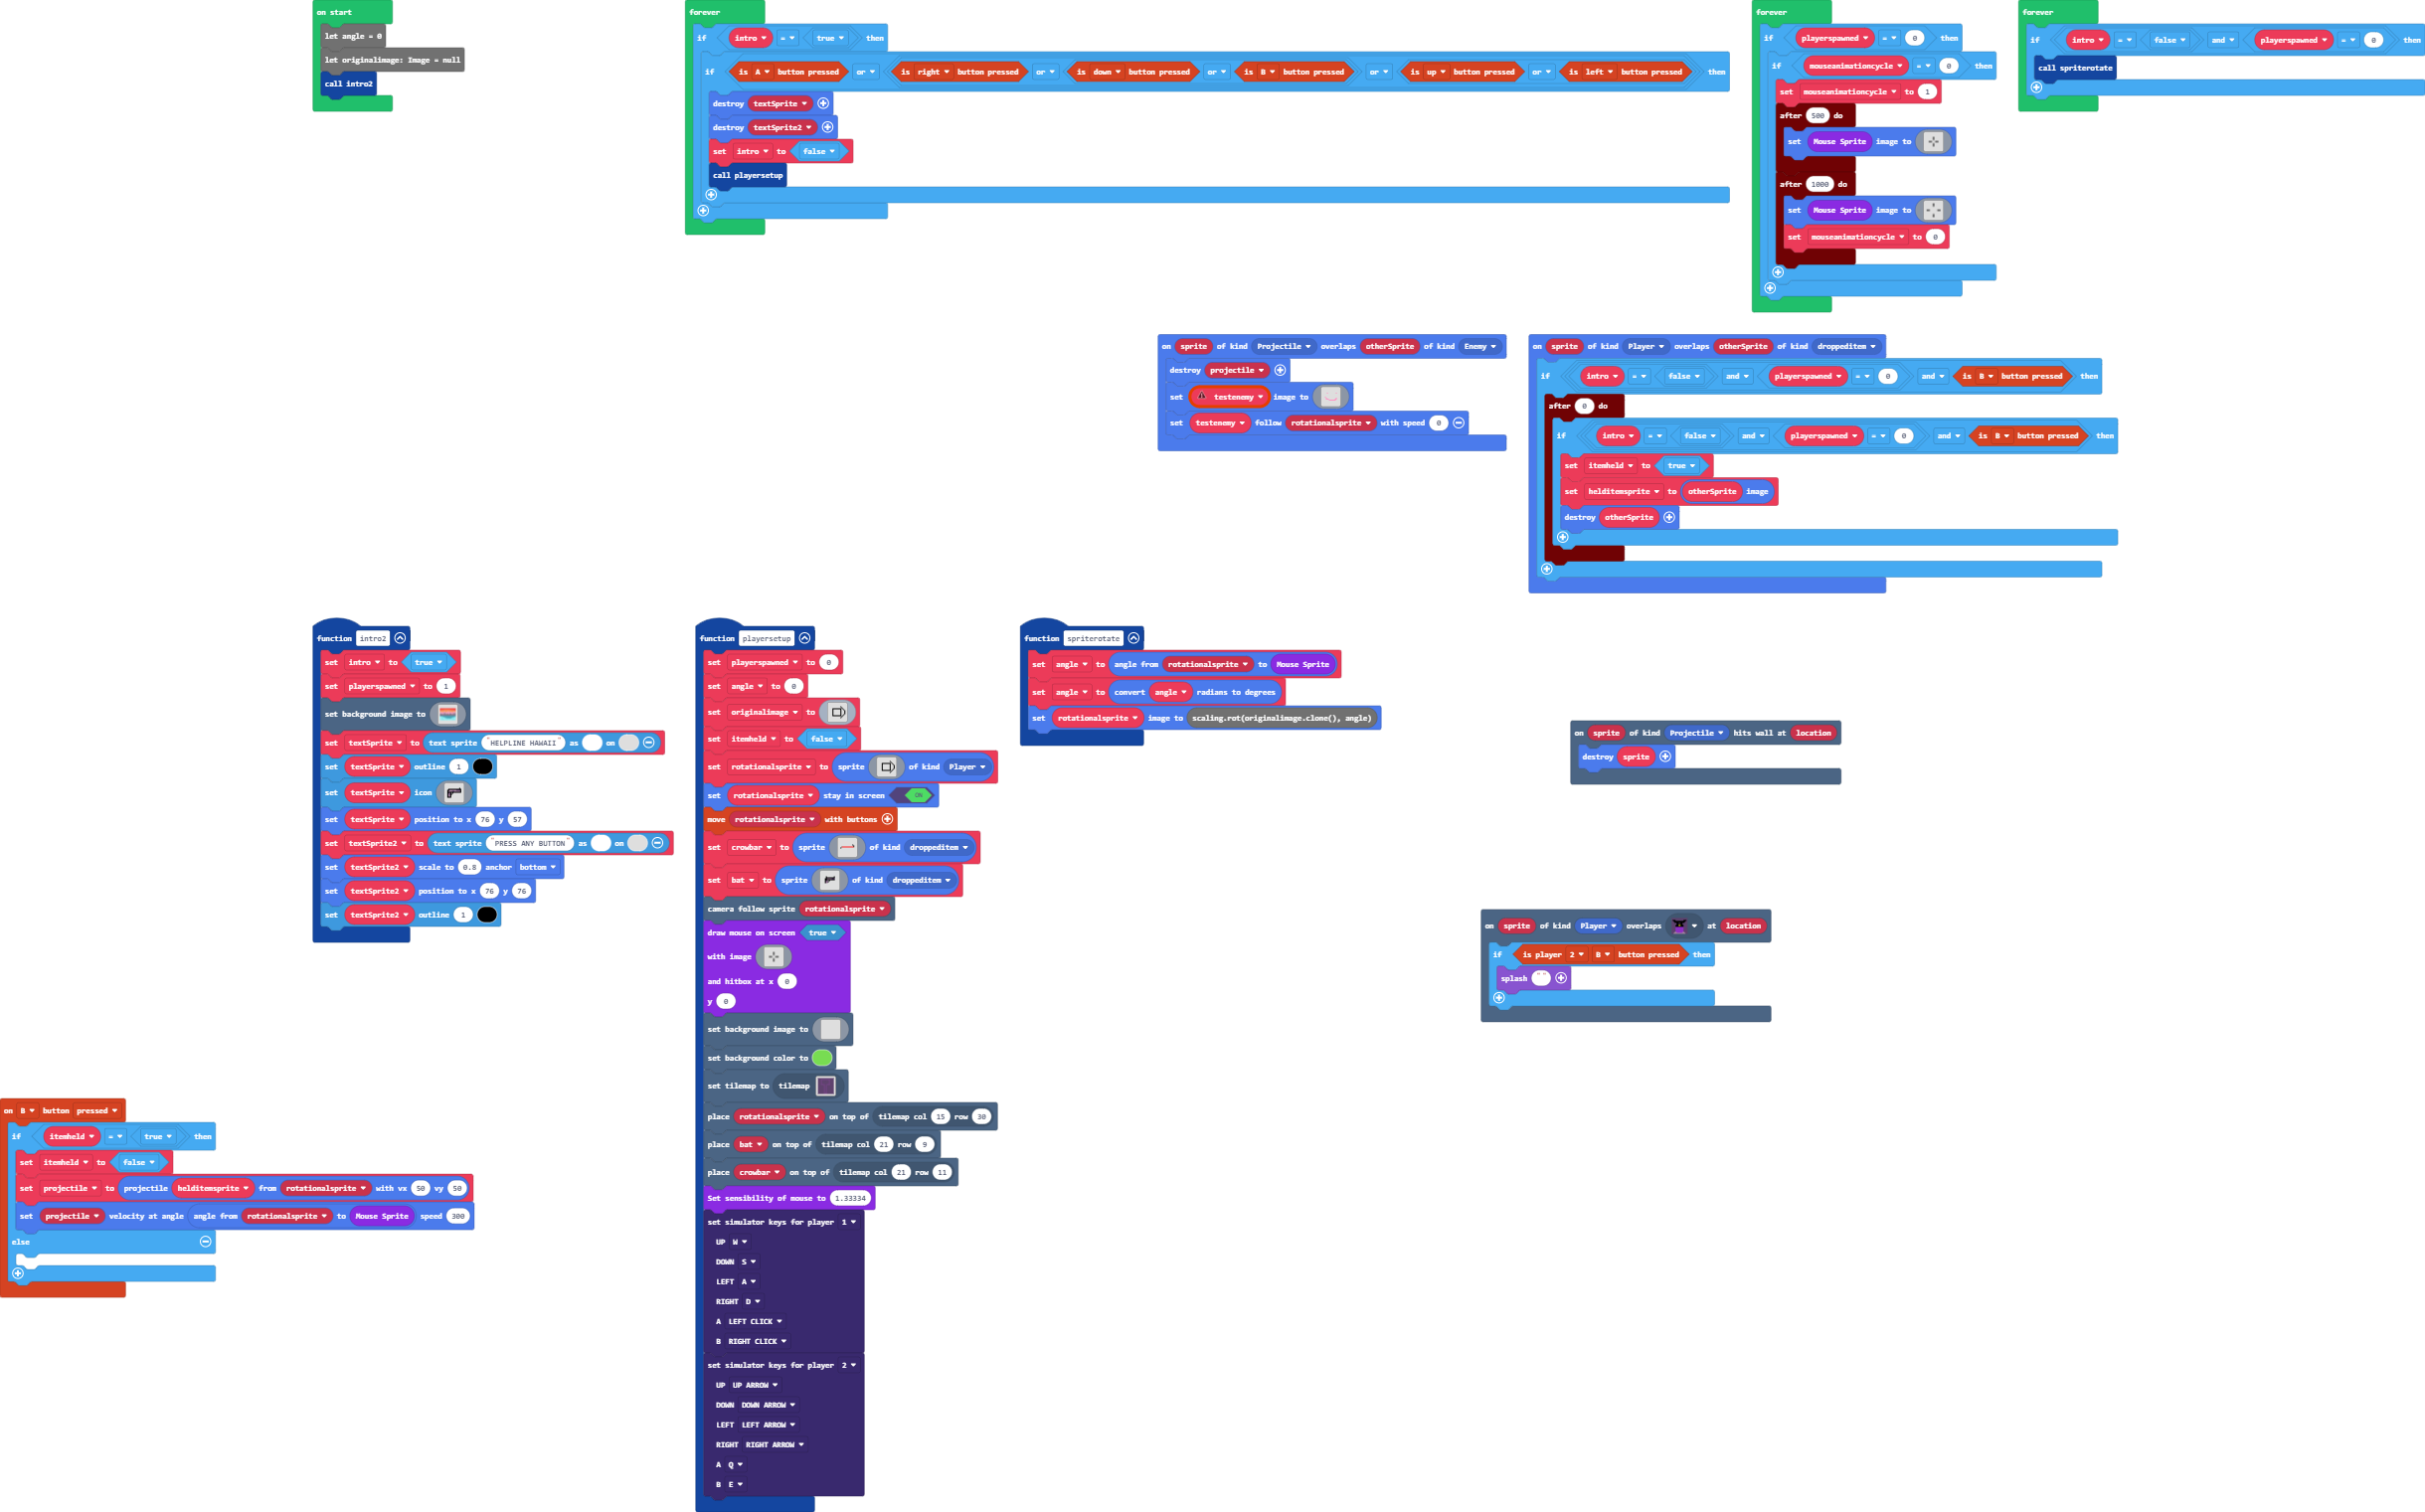 on start
let angle = 0
let originalimage: Image = null
call intro2
forever
if intro = true then
if is A button pressed or is right button pressed or is down button pressed or is B button pressed or is up button pressed or is left button pressed then
destroy textSprite
destroy textSprite2
set intro to false
call playersetup
forever
if playerspawned = 0 then
if mouseanimationcycle = 0 then
set mouseanimationcycle to 1
after 500 do
set Mouse Sprite image to
after 1000 do
set Mouse Sprite image to
set mouseanimationcycle to 0
forever
if intro = false and playerspawned = 0 then
call spriterotate
on sprite of kind Projectile overlaps otherSprite of kind Enemy
destroy projectile
set testenemy image to
set testenemy follow rotationalsprite with speed 0
on sprite of kind Player overlaps otherSprite of kind droppeditem
if intro = false and playerspawned = 0 and is B button pressed then
after 0 do
if intro = false and playerspawned = 0 and is B button pressed then
set itemheld to true
set helditemsprite to otherSprite image
destroy otherSprite
function intro2
set intro to true
set playerspawned to 1
set background image to
set textSprite to text sprite "HELPLINE HAWAII" as on
set textSprite outline 1
set textSprite icon
set textSprite position to x 76 y 57
set textSprite2 to text sprite "PRESS ANY BUTTON" as on
set textSprite2 scale to 0.8 anchor bottom
set textSprite2 position to x 76 y 76
set textSprite2 outline 1
function playersetup
set playerspawned to 0
set angle to 0
set originalimage to
set itemheld to false
set rotationalsprite to sprite of kind Player
set rotationalsprite stay in screen ON
move rotationalsprite with buttons
set crowbar to sprite of kind droppeditem
set bat to sprite of kind droppeditem
camera follow sprite rotationalsprite
draw mouse on screen true
with image
and hitbox at x 0
y 0
set background image to
set background color to
set tilemap to tilemap
place rotationalsprite on top of tilemap col 15 row 30
place bat on top of tilemap col 21 row 9
place crowbar on top of tilemap col 21 row 11
Set sensibility of mouse to 1.33334
set simulator keys for player 1
UP W
DOWN S
LEFT A
RIGHT D
A LEFT CLICK
B RIGHT CLICK
set simulator keys for player 2
UP UP ARROW
DOWN DOWN ARROW
LEFT LEFT ARROW
RIGHT RIGHT ARROW
A Q
B E
function spriterotate
set angle to angle from rotationalsprite to Mouse Sprite
set angle to convert angle radians to degrees
set rotationalsprite image to scaling.rot(originalimage.clone(), angle)
on sprite of kind Projectile hits wall at location
destroy sprite
on sprite of kind Player overlaps at location
if is player 2 B button pressed then
splash " "
on B button pressed
if itemheld = true then
set itemheld to false
set projectile to projectile helditemsprite from rotationalsprite with vx 50 vy 50
set projectile velocity at angle angle from rotationalsprite to Mouse Sprite speed 300
else